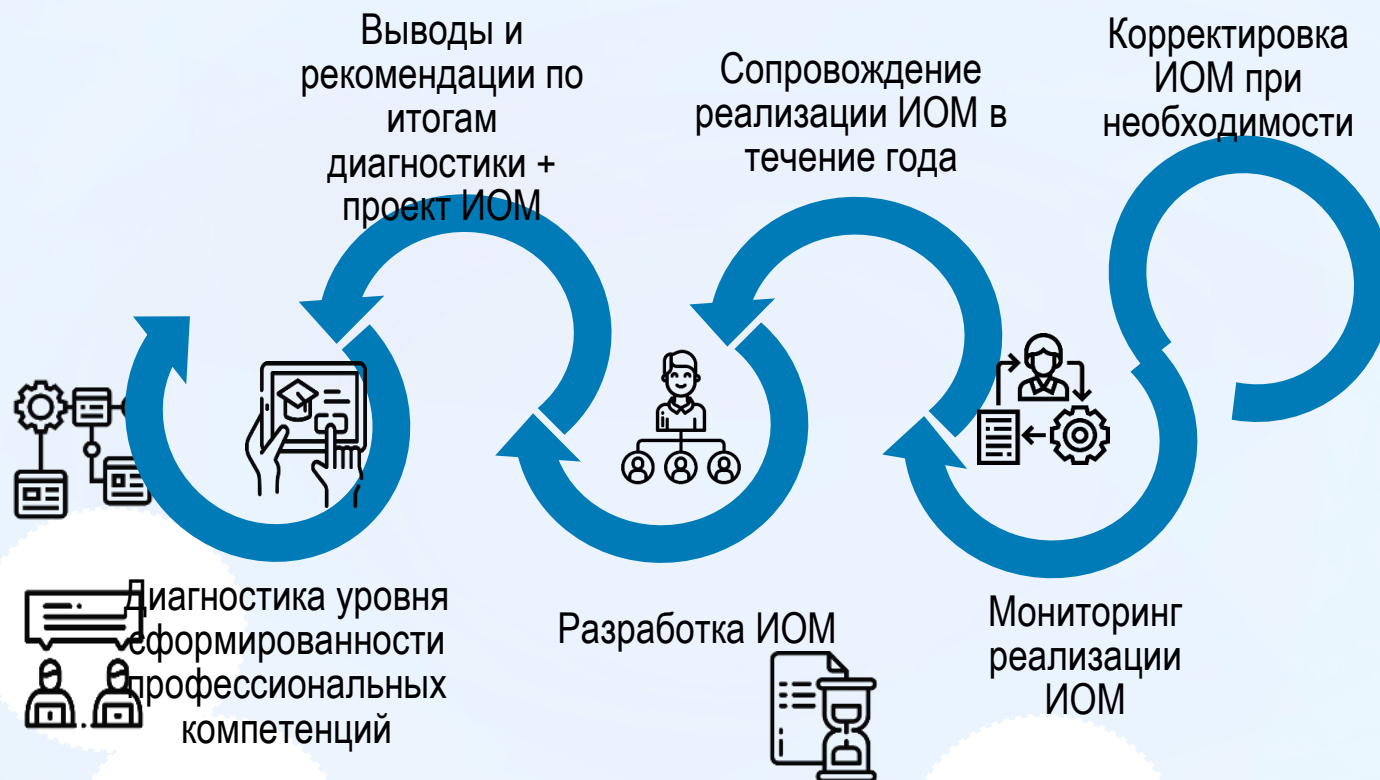 Выводы и
рекомендации по
итогам
диагностики +
проект ИОМ
Сопровождение
реализации ИОМ в
течение года
Корректировка
ИОМ при
необходимости
Диагностика уровня
сформированности
профессиональных
компетенций
Разработка ИОМ
Мониторинг
реализации
ИОМ